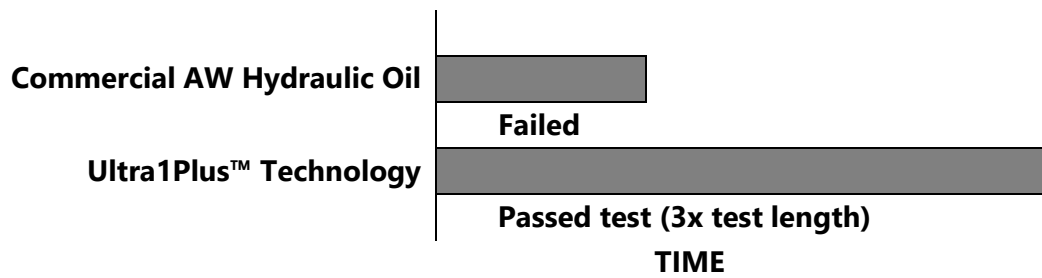 Commercial AW Hydraulic Oil
Failed
Ultra1Plus™ Technology
Passed test (3x test length)
TIME